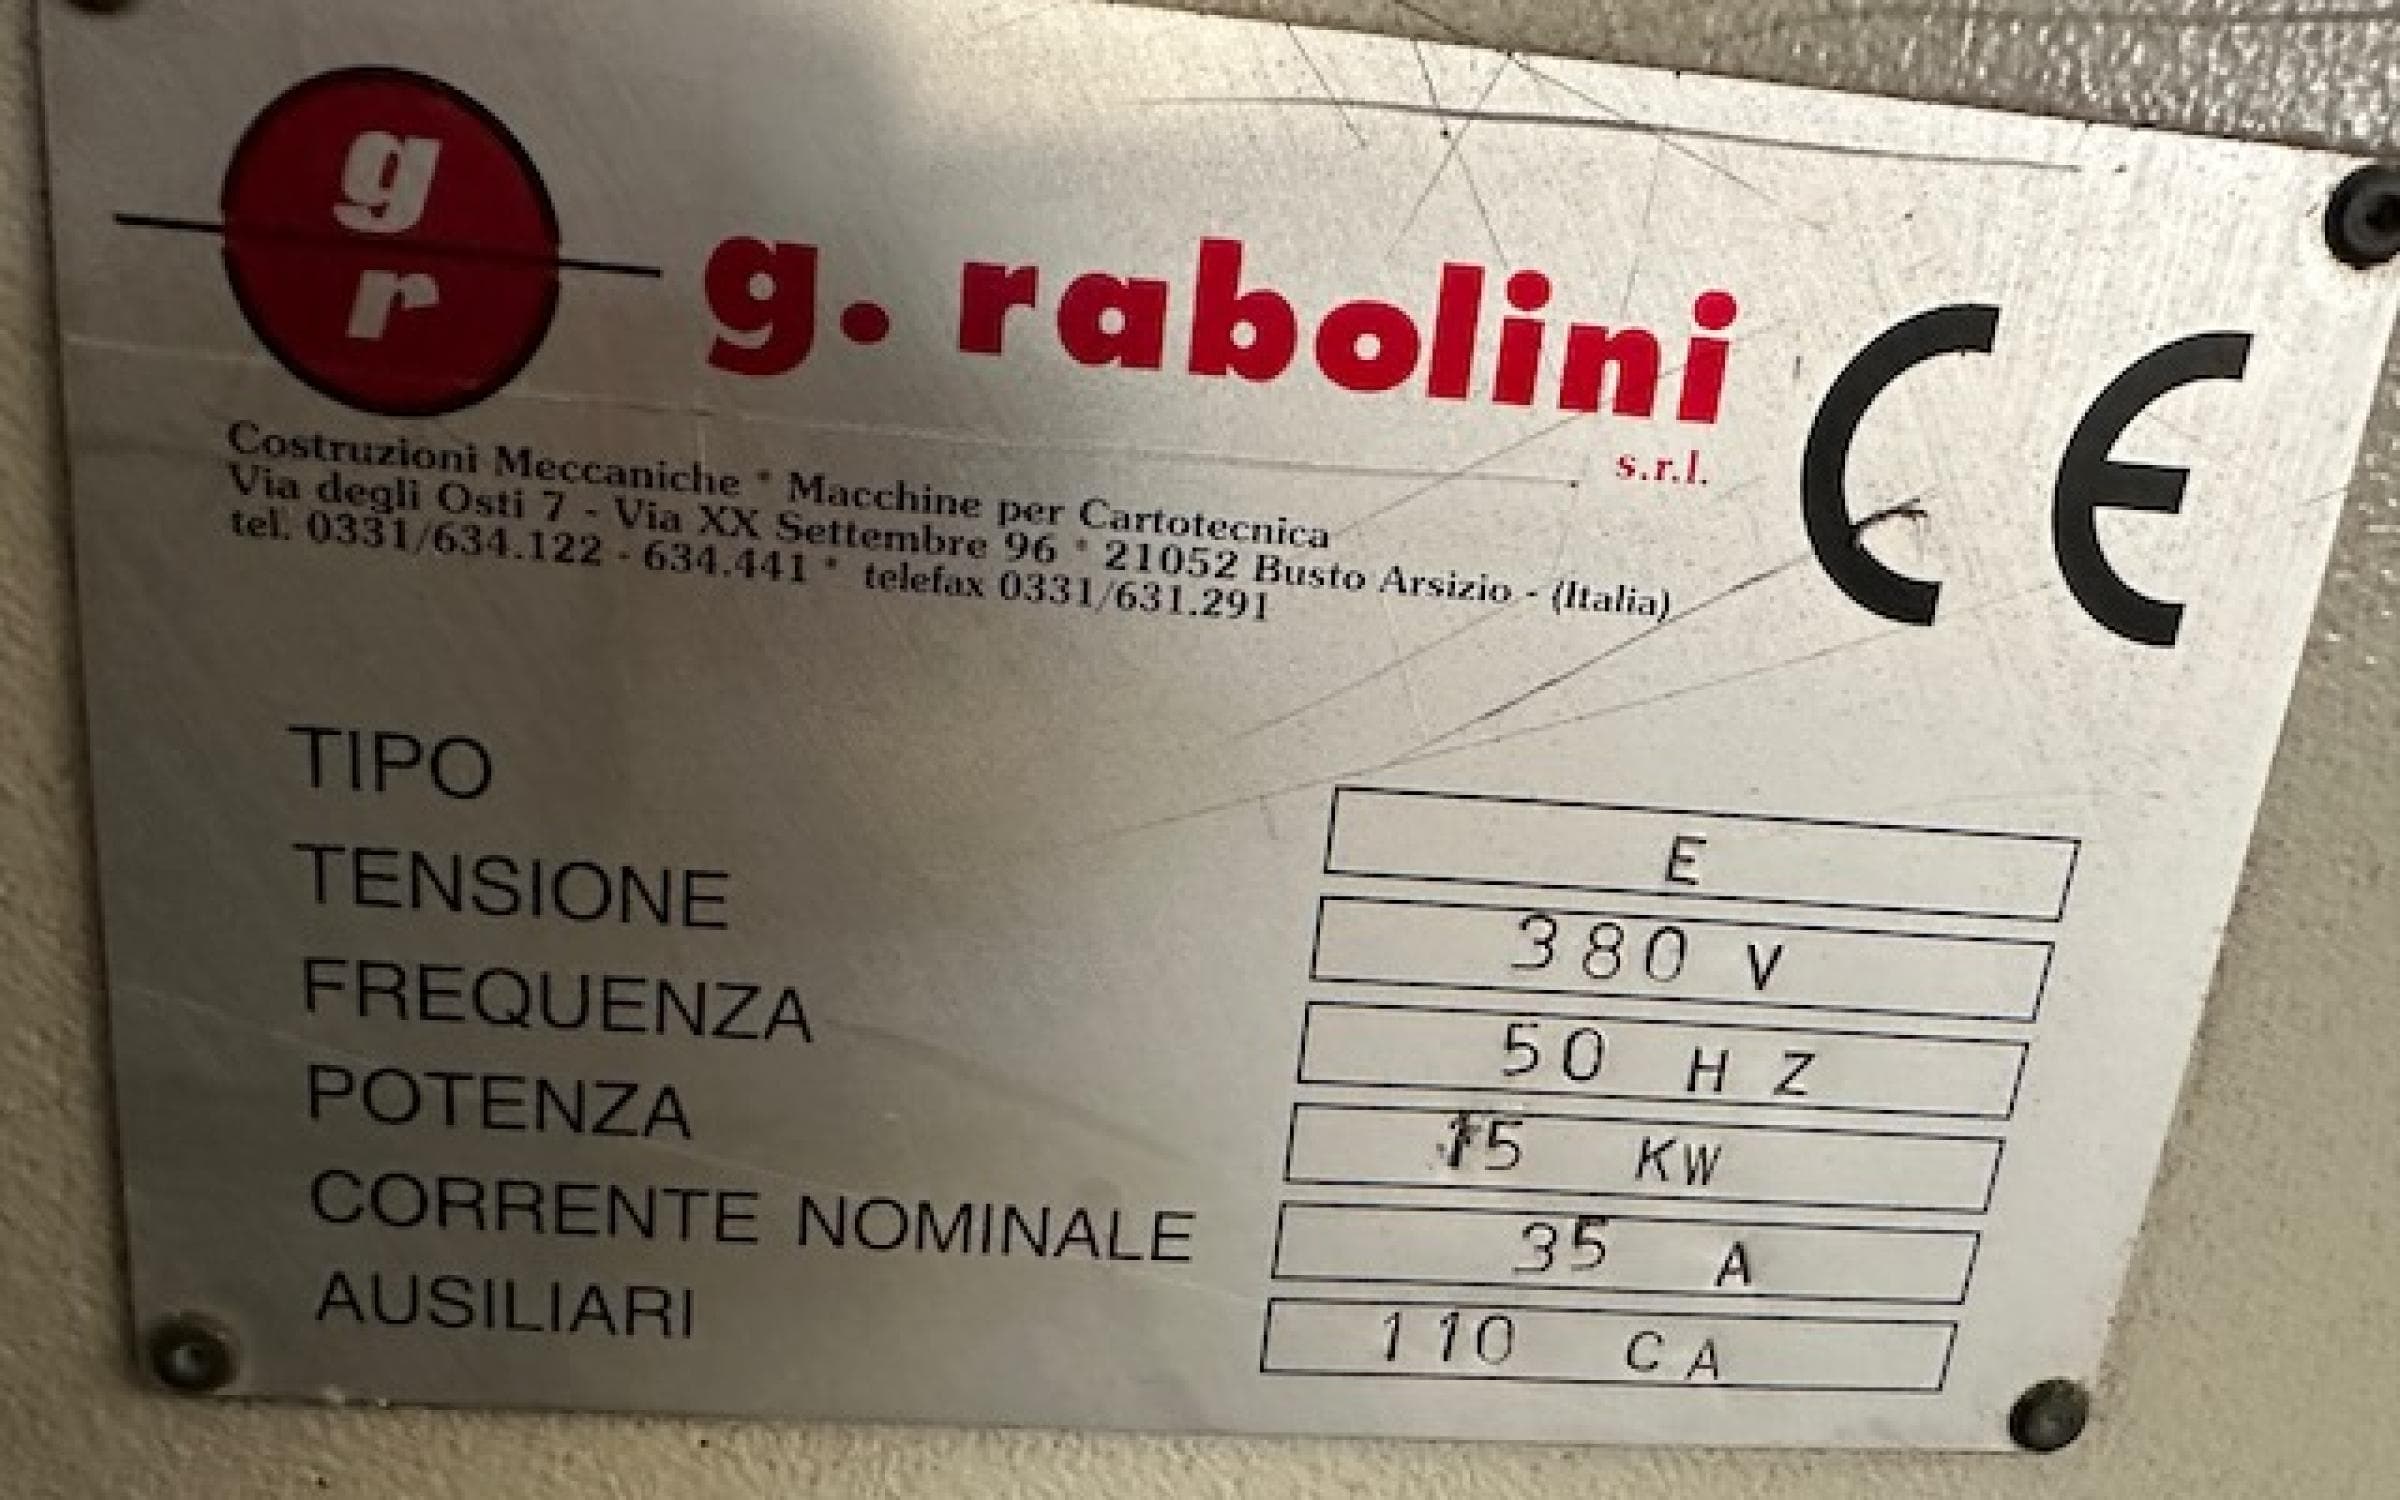 g
r
g. rabolini
s.r.l.
CE
Costruzioni Meccaniche * Macchine per Cartotecnica
Via degli Osti 7 - Via XX Settembre 96 * 21052 Busto Arsizio - (Italia)
tel. 0331/634.122 - 634.441 * telefax 0331/631.291
TIPO E
TENSIONE 380 V
FREQUENZA 50 HZ
POTENZA 15 KW
CORRENTE NOMINALE 35 A
AUSILIARI 110 CA